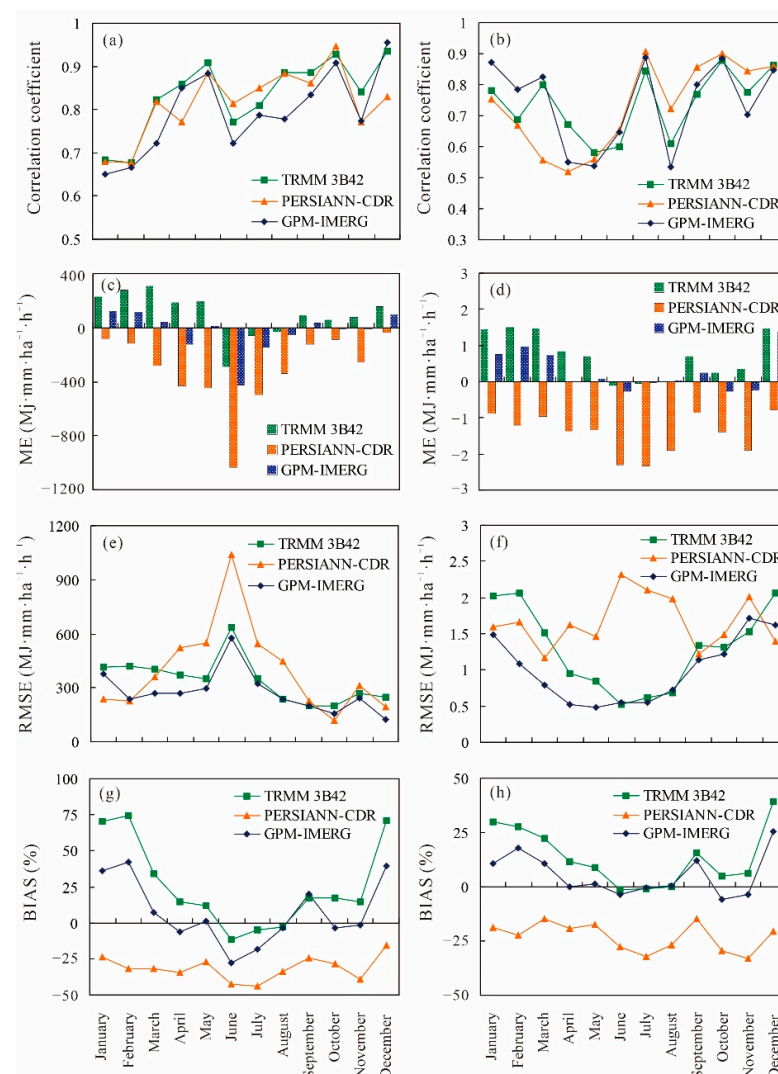 (a)
Correlation coefficient
1
0.9
0.8
0.7
0.6
0.5
TRMM 3B42
PERSIANN-CDR
GPM-IMERG
(b)
Correlation coefficient
1
0.9
0.8
0.7
0.6
0.5
0.4
0.3
TRMM 3B42
PERSIANN-CDR
GPM-IMERG
(c)
ME (Mj·mm·ha⁻¹·h⁻¹)
400
0
−400
−800
−1200
TRMM 3B42
PERSIANN-CDR
GPM-IMERG
(d)
ME (MJ·mm·ha⁻¹·h⁻¹)
3
2
1
0
−1
−2
−3
TRMM 3B42
PERSIANN-CDR
GPM-IMERG
(e)
RMSE (MJ·mm·ha⁻¹·h⁻¹)
1200
900
600
300
0
TRMM 3B42
PERSIANN-CDR
GPM-IMERG
(f)
RMSE (MJ·mm·ha⁻¹·h⁻¹)
3
2.5
2
1.5
1
0.5
0
TRMM 3B42
PERSIANN-CDR
GPM-IMERG
(g)
BIAS (%)
100
75
50
25
0
−25
−50
TRMM 3B42
PERSIANN-CDR
GPM-IMERG
January
February
March
April
May
June
July
August
September
October
November
December
(h)
BIAS (%)
50
25
0
−25
−50
TRMM 3B42
PERSIANN-CDR
GPM-IMERG
January
February
March
April
May
June
July
August
September
October
November
December